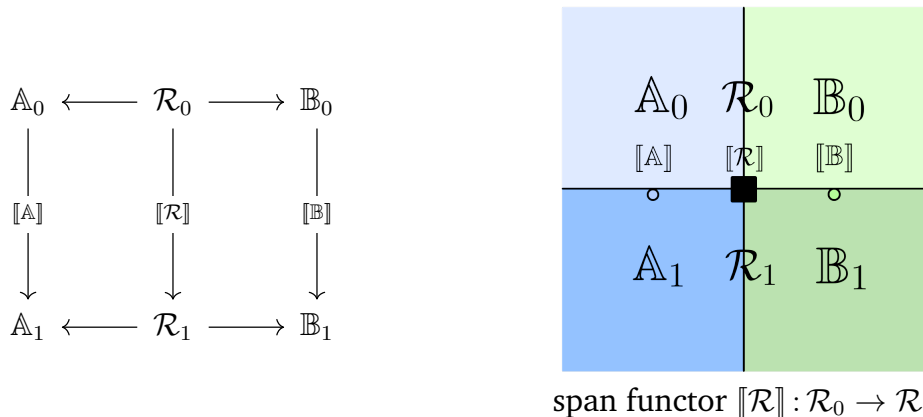 𝔸₀ ℛ₀ 𝔹₀
⟦𝔸⟧ ⟦ℛ⟧ ⟦𝔹⟧
𝔸₁ ℛ₁ 𝔹₁
𝔸₀ ℛ₀ 𝔹₀
⟦𝔸⟧ ⟦ℛ⟧ ⟦𝔹⟧
𝔸₁ ℛ₁ 𝔹₁
span functor ⟦ℛ⟧ : ℛ₀ → ℛ